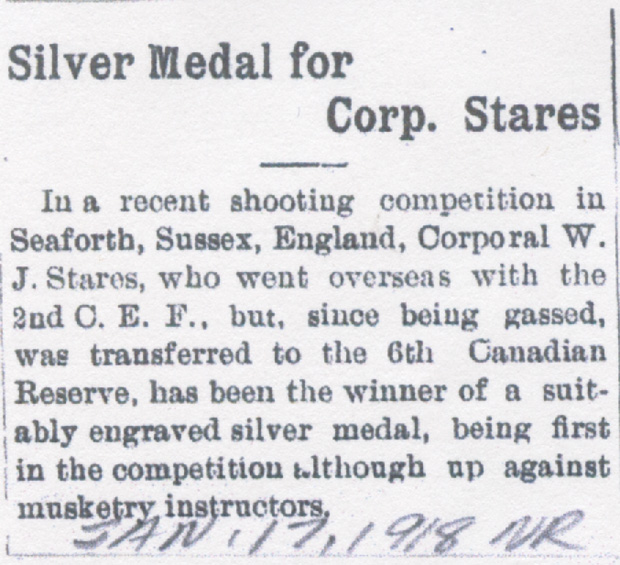 Silver Medal for
Corp. Stares
In a recent shooting competition in
Seaforth, Sussex, England, Corporal W.
J. Stares, who went overseas with the
2nd C. E. F., but, since being gassed,
was transferred to the 6th Canadian
Reserve, has been the winner of a suit-
ably engraved silver medal, being first
in the competition although up against
musketry instructors.
JAN. 17, 1918 NR